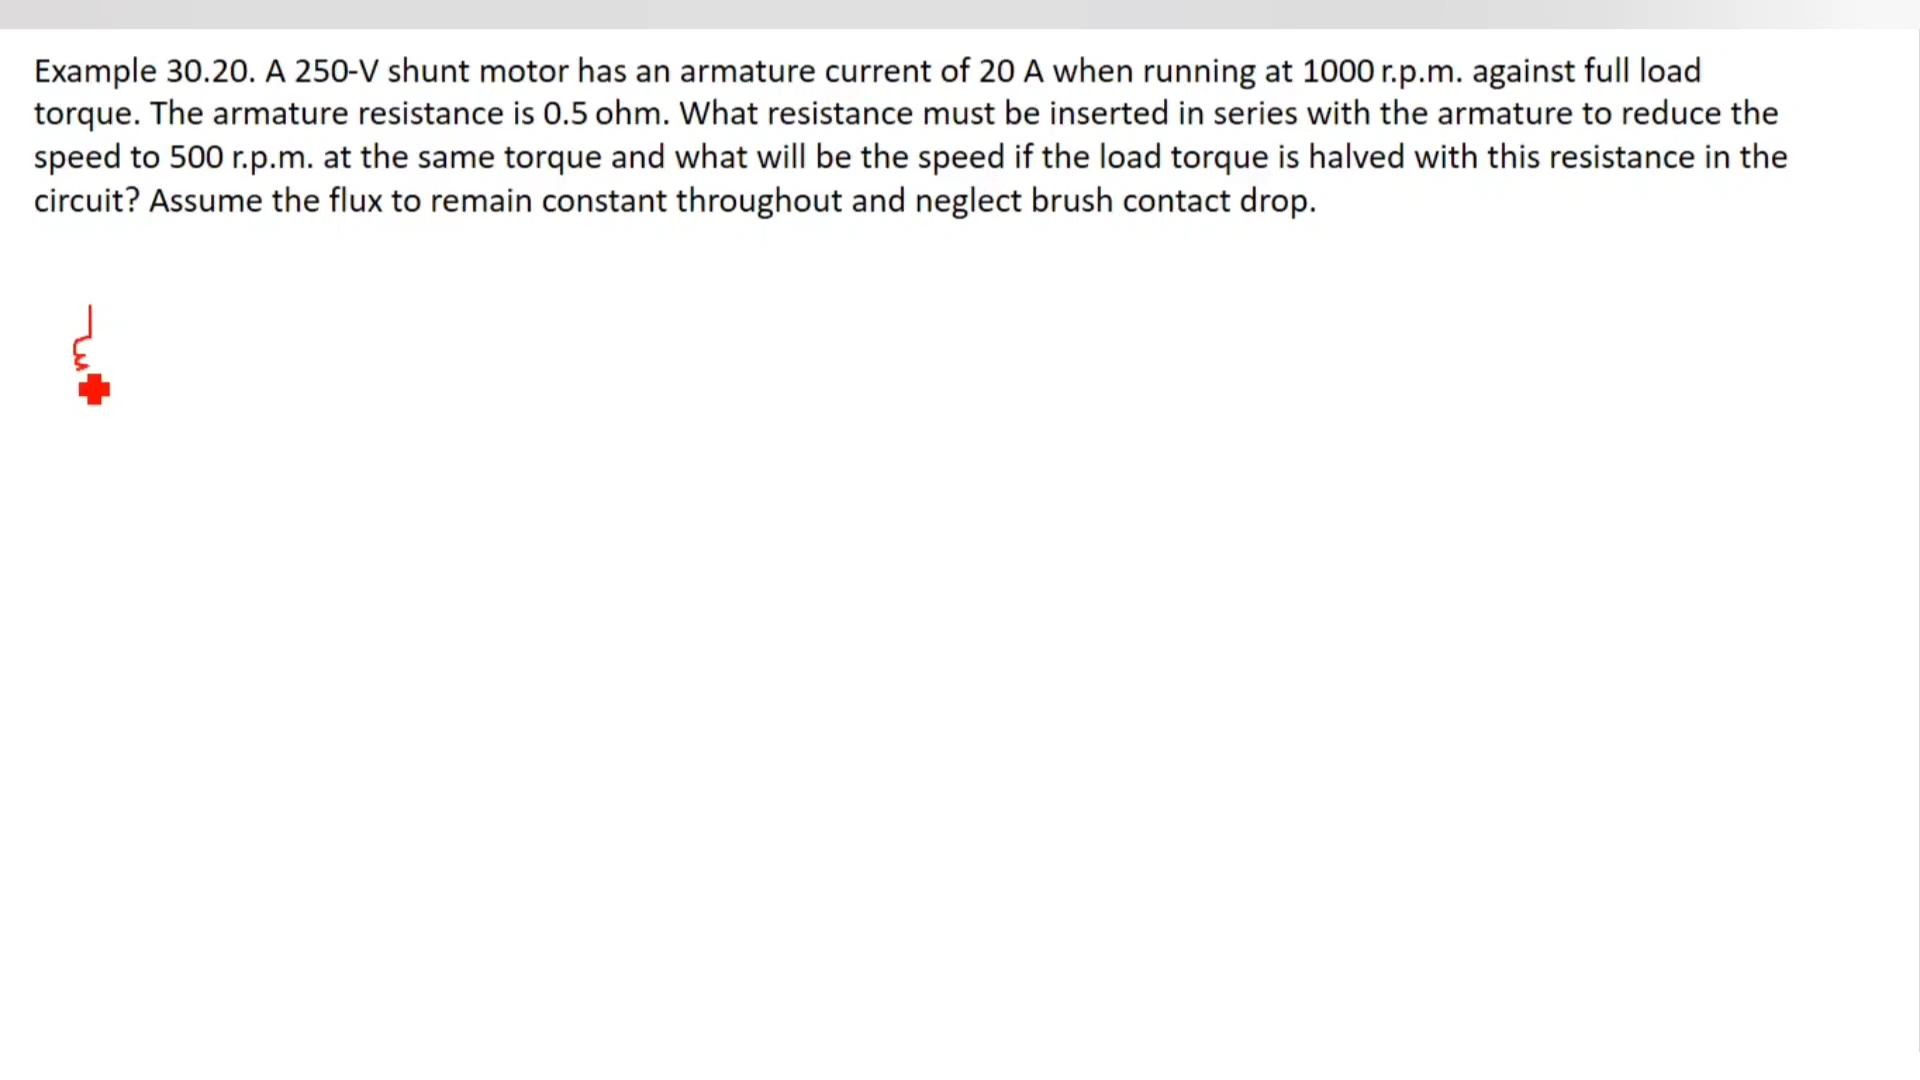 Example 30.20. A 250-V shunt motor has an armature current of 20 A when running at 1000 r.p.m. against full load
torque. The armature resistance is 0.5 ohm. What resistance must be inserted in series with the armature to reduce the
speed to 500 r.p.m. at the same torque and what will be the speed if the load torque is halved with this resistance in the
circuit? Assume the flux to remain constant throughout and neglect brush contact drop.